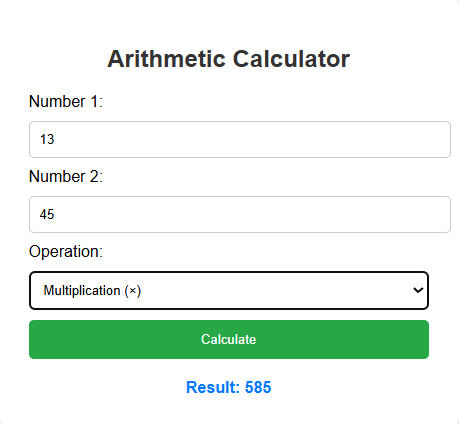 Arithmetic Calculator
Number 1:
13
Number 2:
45
Operation:
Multiplication (×)
Calculate
Result: 585